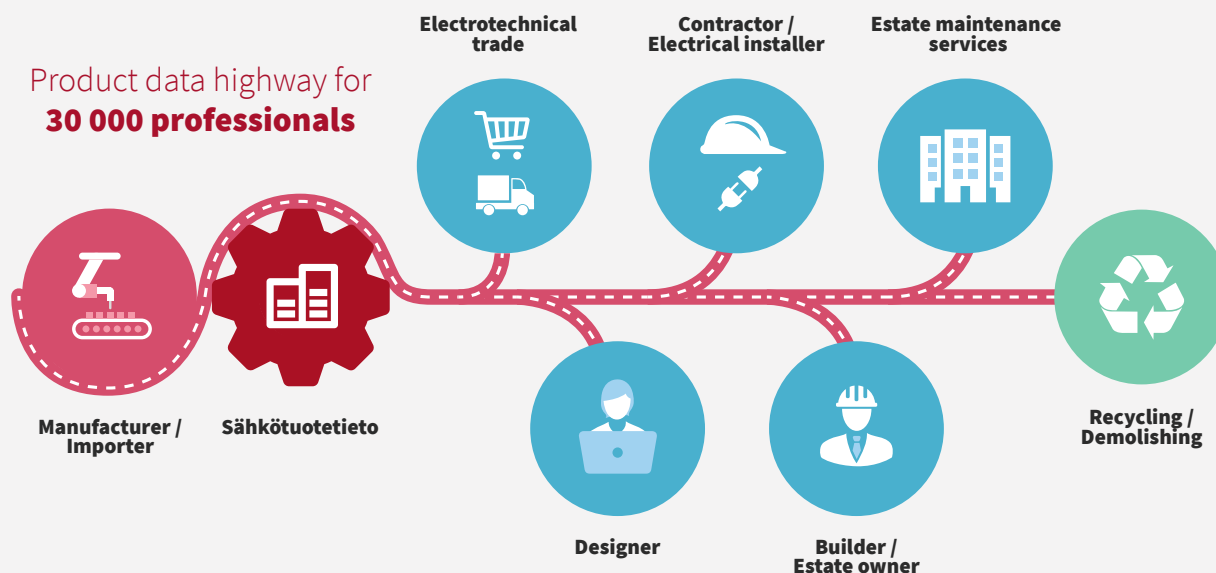 Product data highway for
30 000 professionals
Electrotechnical
trade
Contractor /
Electrical installer
Estate maintenance
services
Manufacturer /
Importer
Sähkötuotetieto
Recycling /
Demolishing
Designer
Builder /
Estate owner